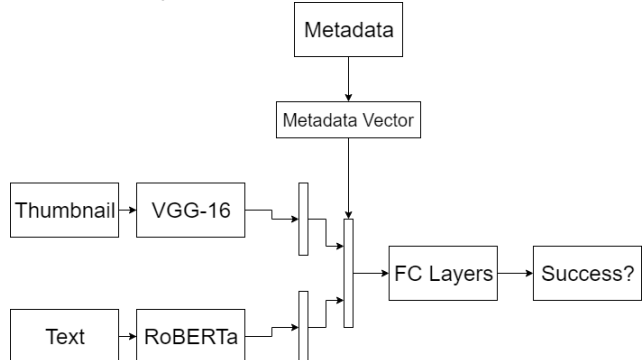 Metadata
Metadata Vector
Thumbnail
VGG-16
FC Layers
Success?
Text
RoBERTa